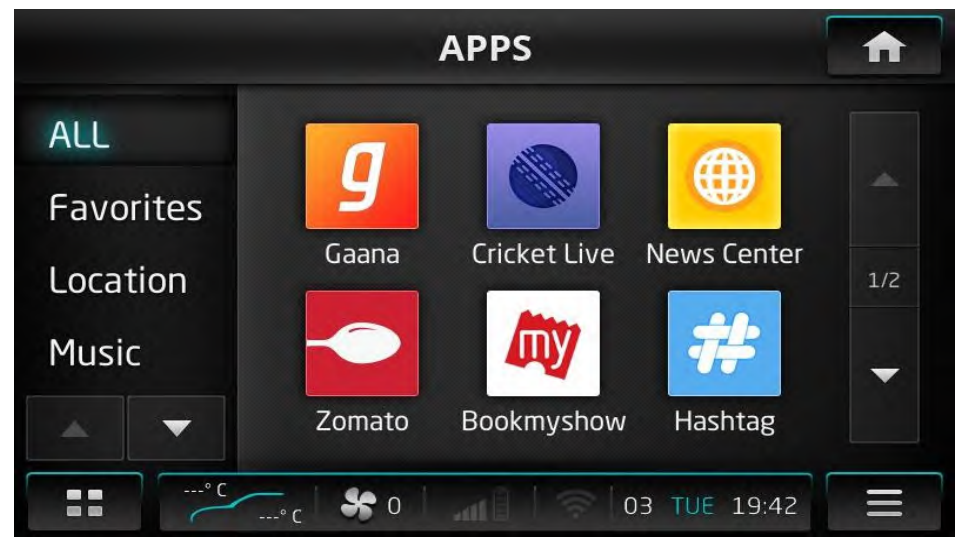 APPS
ALL
Favorites
Location
Music
g
Gaana
Cricket Live
News Center
1/2
my
Zomato
Bookmyshow
#
Hashtag
---° C
---° C
0
03 TUE 19:42